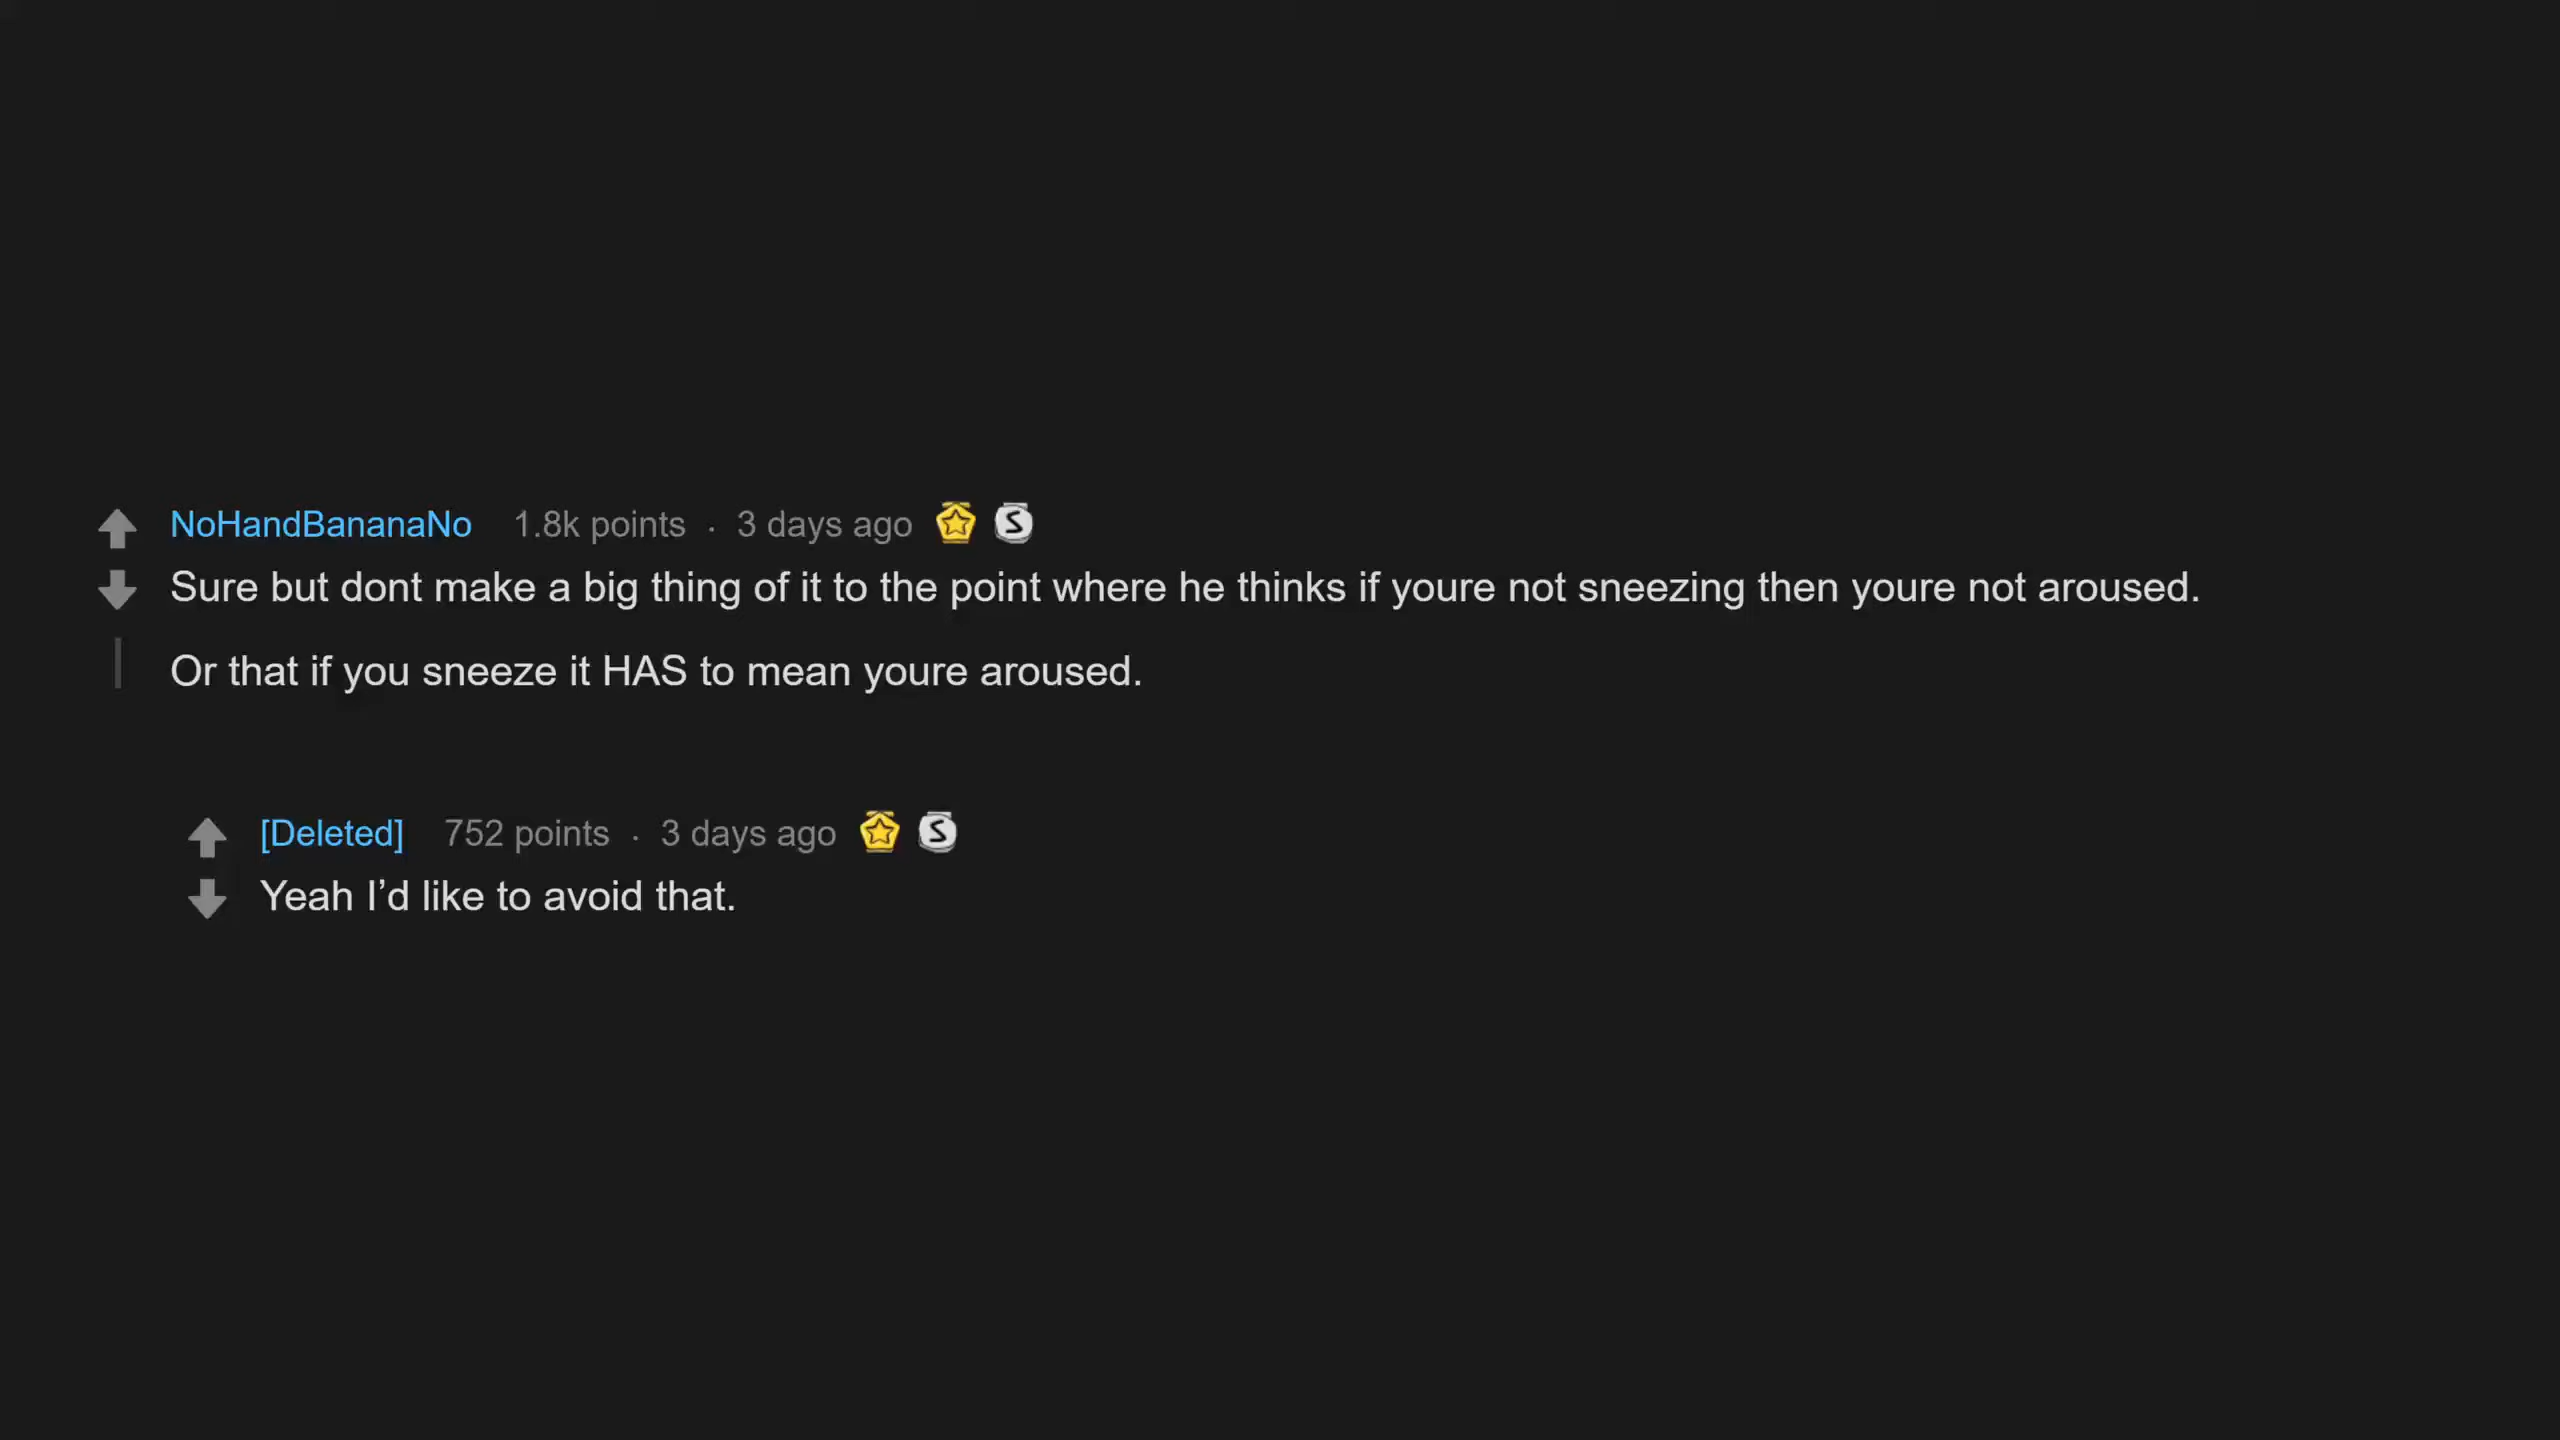 NoHandBananaNo 1.8k points · 3 days ago S
Sure but dont make a big thing of it to the point where he thinks if youre not sneezing then youre not aroused.
Or that if you sneeze it HAS to mean youre aroused.
[Deleted] 752 points · 3 days ago S
Yeah I’d like to avoid that.